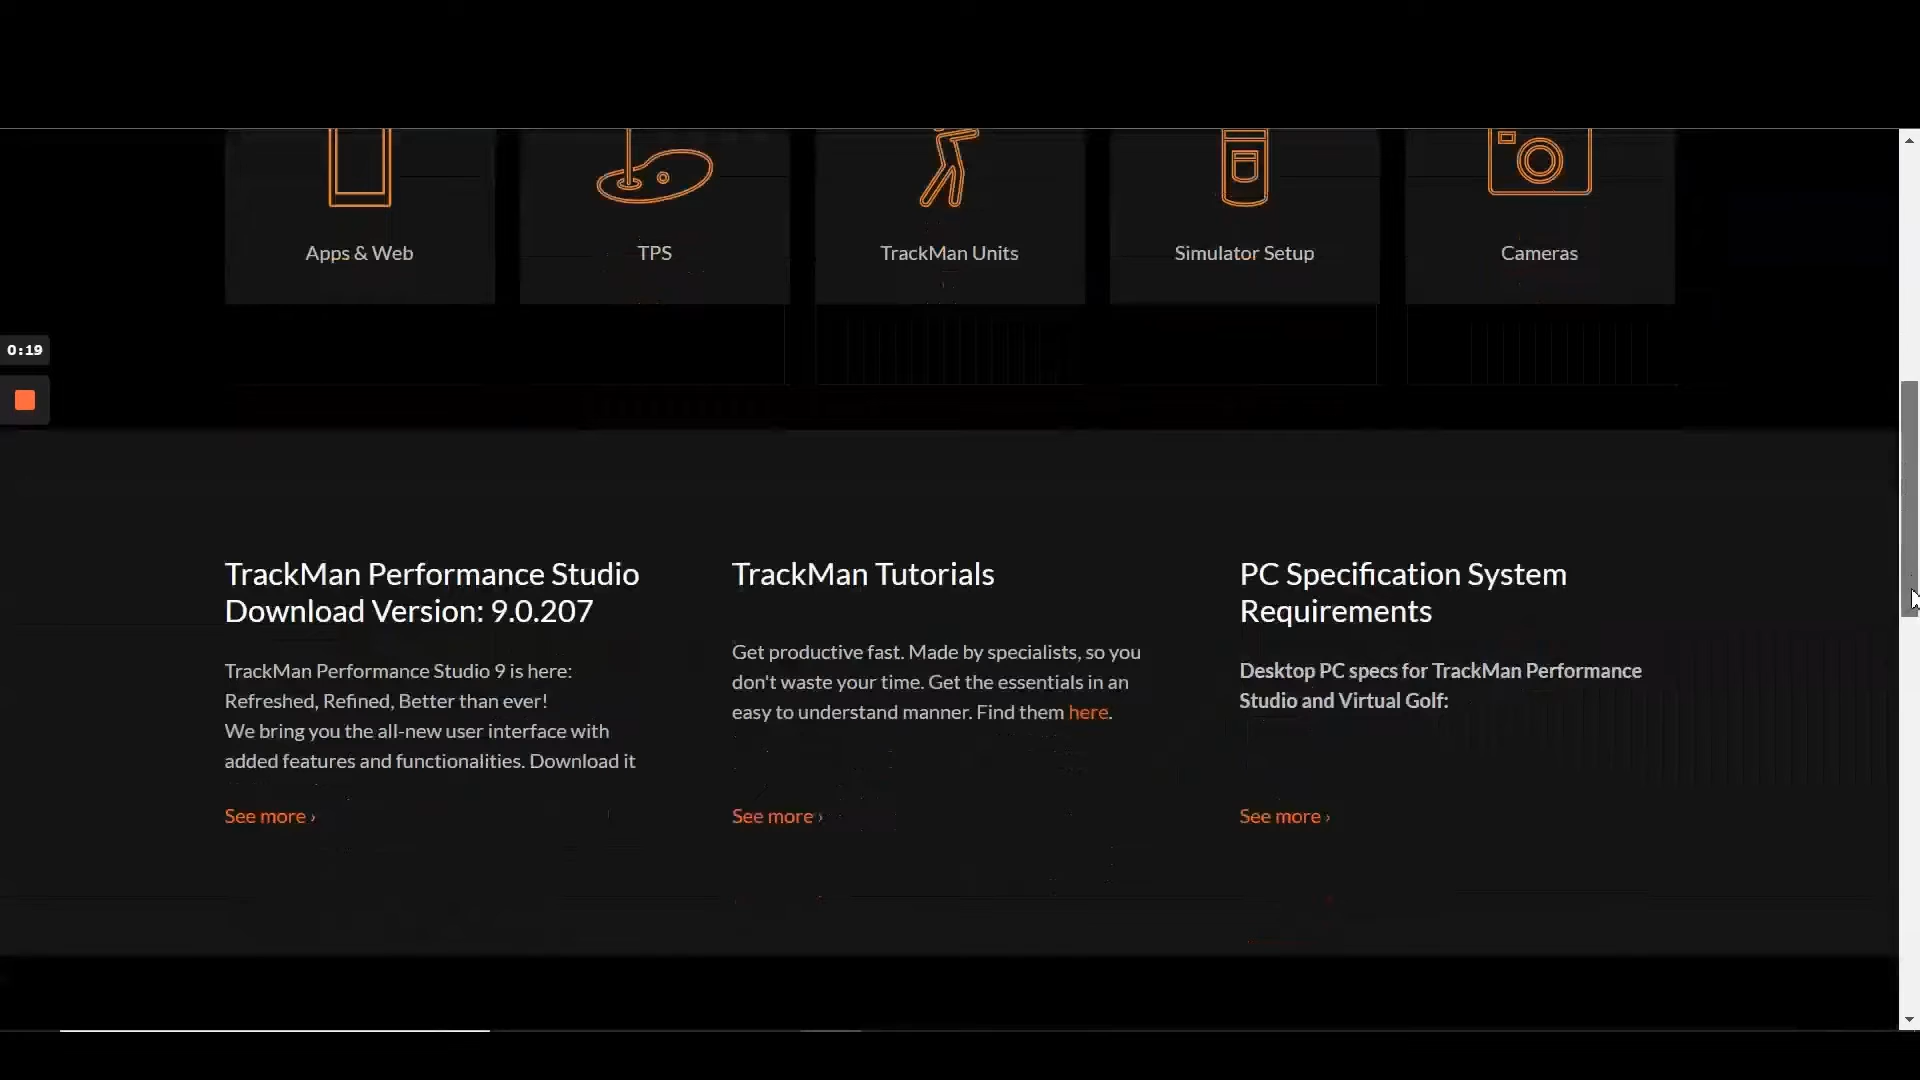 Apps & Web
TPS
TrackMan Units
Simulator Setup
Cameras
0:19
TrackMan Performance Studio
Download Version: 9.0.207
TrackMan Performance Studio 9 is here:
Refreshed, Refined, Better than ever!
We bring you the all-new user interface with
added features and functionalities. Download it
See more ›
TrackMan Tutorials
Get productive fast. Made by specialists, so you
don't waste your time. Get the essentials in an
easy to understand manner. Find them here.
See more ›
PC Specification System
Requirements
Desktop PC specs for TrackMan Performance
Studio and Virtual Golf:
See more ›